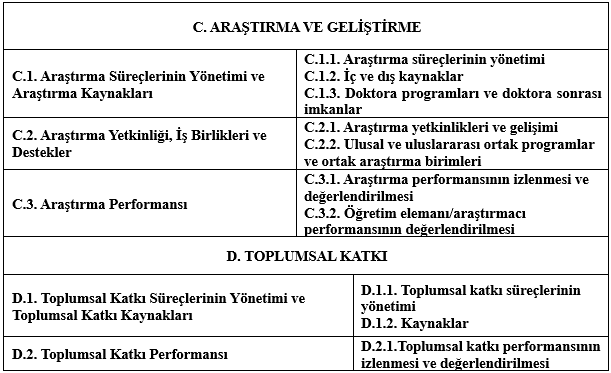 C. ARAŞTIRMA VE GELİŞTİRME
C.1. Araştırma Süreçlerinin Yönetimi ve
Araştırma Kaynakları
C.1.1. Araştırma süreçlerinin yönetimi
C.1.2. İç ve dış kaynaklar
C.1.3. Doktora programları ve doktora sonrası
imkanlar
C.2. Araştırma Yetkinliği, İş Birlikleri ve
Destekler
C.2.1. Araştırma yetkinlikleri ve gelişimi
C.2.2. Ulusal ve uluslararası ortak programlar
ve ortak araştırma birimleri
C.3. Araştırma Performansı
C.3.1. Araştırma performansının izlenmesi ve
değerlendirilmesi
C.3.2. Öğretim elemanı/araştırmacı
performansının değerlendirilmesi
D. TOPLUMSAL KATKI
D.1. Toplumsal Katkı Süreçlerinin Yönetimi ve
Toplumsal Katkı Kaynakları
D.1.1. Toplumsal katkı süreçlerinin
yönetimi
D.1.2. Kaynaklar
D.2. Toplumsal Katkı Performansı
D.2.1.Toplumsal katkı performansının
izlenmesi ve değerlendirilmesi